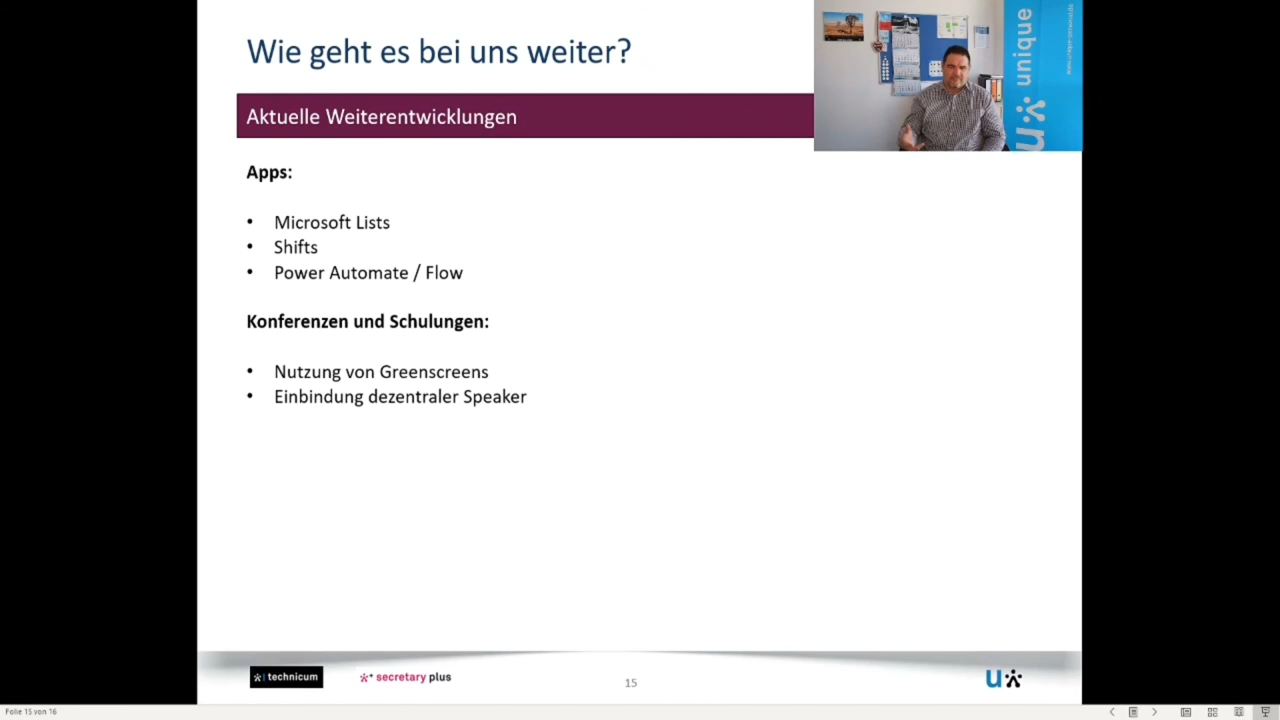 Wie geht es bei uns weiter?
Aktuelle Weiterentwicklungen
unique
Apps:
• Microsoft Lists
• Shifts
• Power Automate / Flow
Konferenzen und Schulungen:
• Nutzung von Greenscreens
• Einbindung dezentraler Speaker
technicum
secretary plus
15
u
Folie 15 von 16